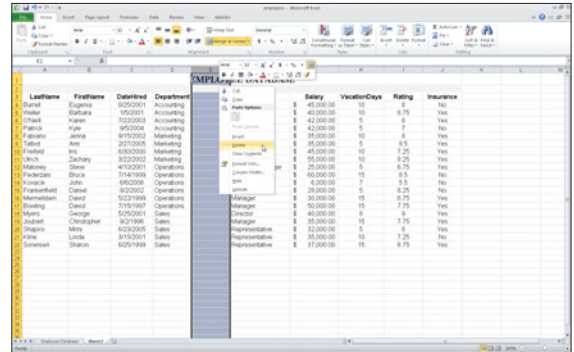 employees - Microsoft Excel
File Home Insert Page Layout Formulas Data Review View Add-Ins
EMPLOYEE DATABASE
LastName FirstName DateHired Department Salary VacationDays Rating Insurance
Burrell Eugenia 8/25/2001 Accounting $ 45,000.00 10 8 No
Weller Barbara 1/5/2001 Accounting $ 40,000.00 10 8.75 Yes
O'Neill Karen 7/22/2003 Accounting $ 42,000.00 5 8 Yes
Patrick Kyle 9/5/2004 Accounting $ 42,000.00 5 7 No
Fabiano Jenna 9/15/2002 Marketing $ 35,000.00 10 8 Yes
Talbot Ann 2/27/2005 Marketing $ 35,000.00 5 8.5 Yes
Freifeld Iris 6/30/2000 Marketing $ 45,000.00 10 7.25 No
Ulrich Zachary 3/22/2002 Marketing $ 55,000.00 10 8.25 Yes
Maloney Steve 4/19/2001 Operations $ 25,000.00 5 8.75 Yes
Pederzani Bruce 7/14/1999 Operations $ 60,000.00 15 8.5 No
Kovacik John 6/6/2006 Operations $ 6,000.00 7 5.5 No
Frankenfield Daniel 8/2/2002 Operations $ 28,000.00 5 8.25 No
Mermelstein David 5/22/1999 Operations Manager $ 30,000.00 15 6.75 Yes
Bowling David 7/15/1997 Operations Manager $ 50,000.00 15 7.75 Yes
Myers George 5/25/2001 Sales Director $ 40,000.00 8 9 Yes
Joubert Christopher 9/2/1996 Sales Manager $ 35,000.00 15 7.75 Yes
Shapiro Mimi 6/23/2005 Sales Representative $ 32,000.00 5 8 Yes
Kline Linda 3/15/2001 Sales Representative $ 35,000.00 10 7.25 No
Sorensen Sharon 6/25/1999 Sales Representative $ 37,000.00 15 8.75 Yes
Cut
Copy
Paste Options:
Paste Special...
Insert
Delete
Clear Contents
Format Cells...
Column Width...
Hide
Unhide
Employee Database Sheet2
Ready